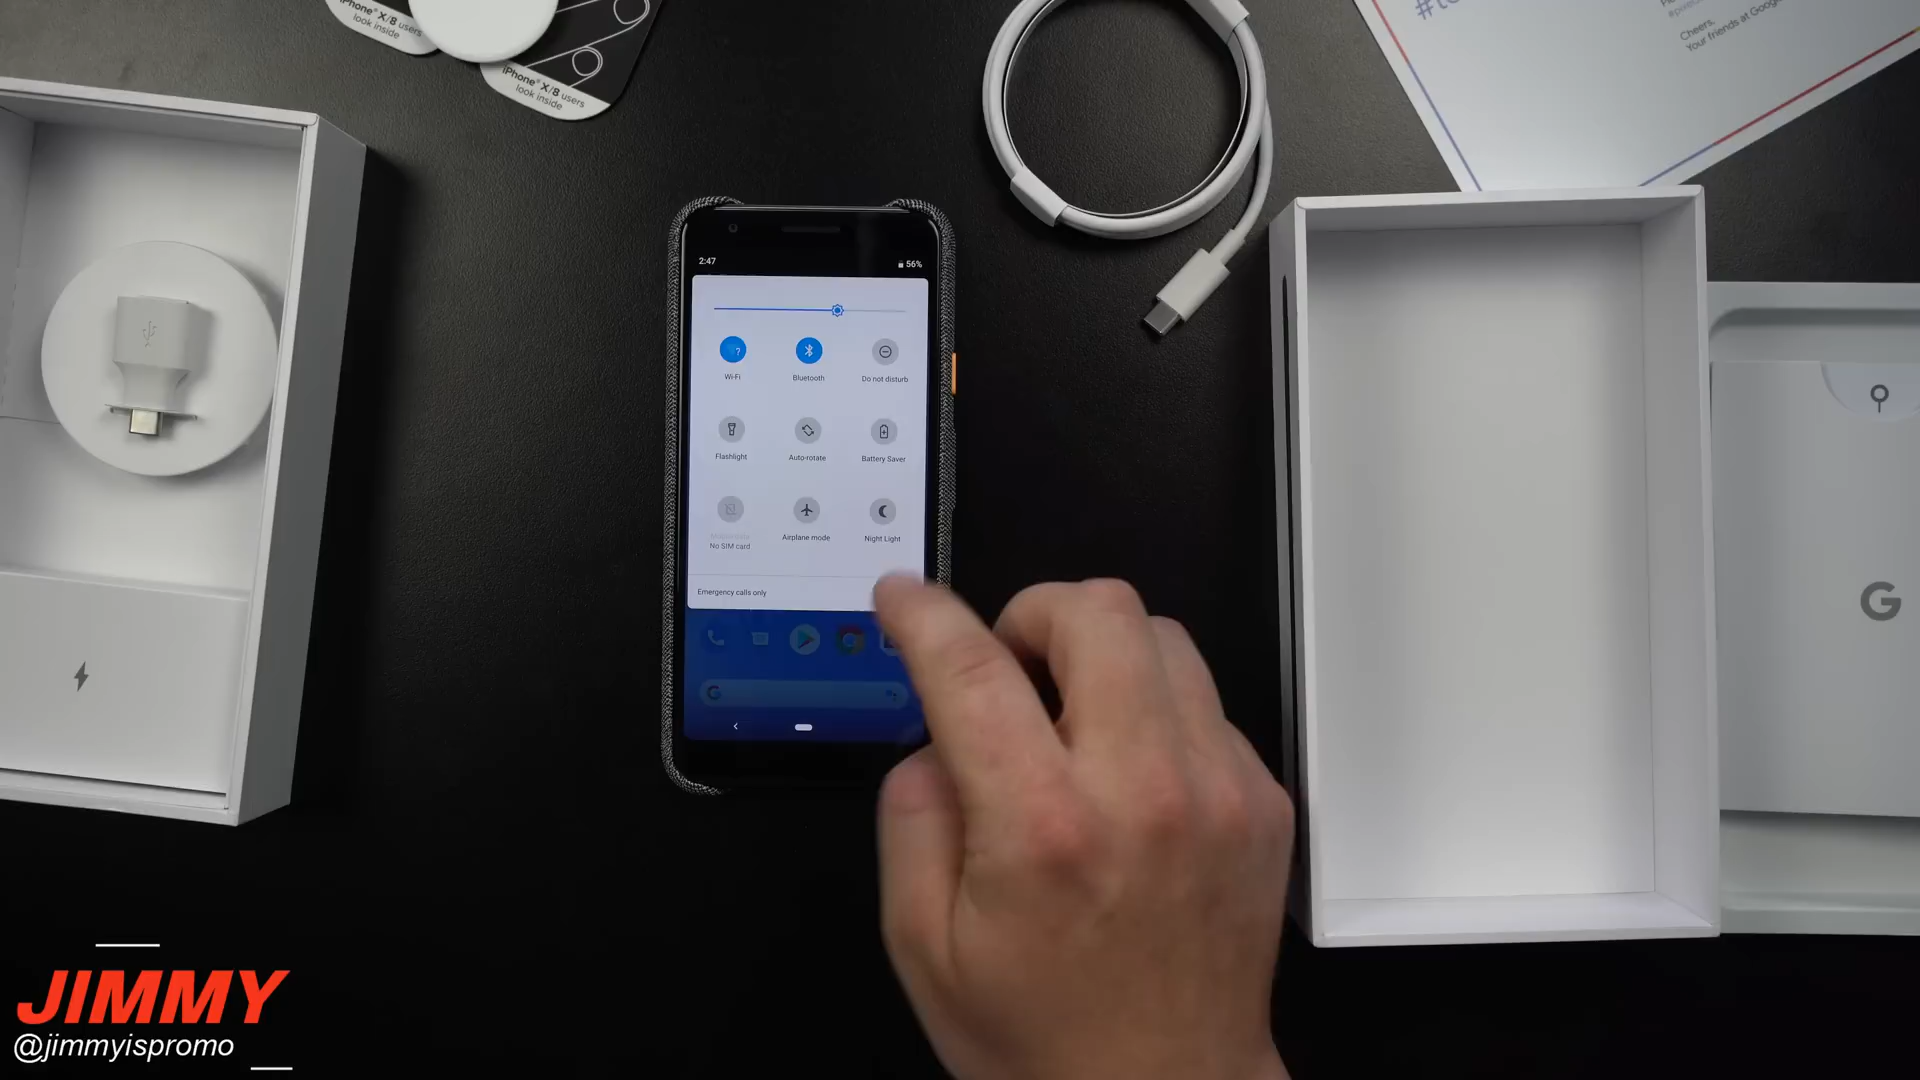 iPhone® X/8 users
look inside
iPhone® X/8 users
look inside
Cheers,
Your friends at Google
2:47
56%
Wi-Fi
Bluetooth
Do not disturb
Flashlight
Auto-rotate
Battery Saver
No SIM card
Airplane mode
Night Light
Emergency calls only
G
JIMMY
@jimmyispromo